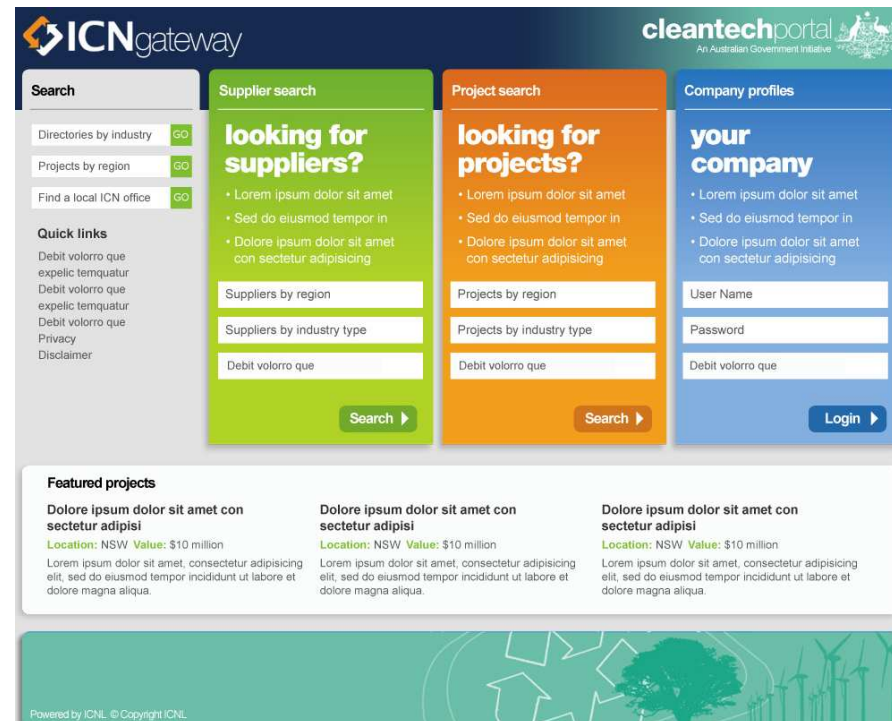 ICNgateway
cleantechportal
An Australian Government Initiative
Search
Directories by industry GO
Projects by region GO
Find a local ICN office GO
Quick links
Debit volorro que
expelic temquatur
Debit volorro que
expelic temquatur
Debit volorro que
Privacy
Disclaimer
Supplier search
looking for
suppliers?
• Lorem ipsum dolor sit amet
• Sed do eiusmod tempor in
• Dolore ipsum dolor sit amet
con sectetur adipisicing
Suppliers by region
Suppliers by industry type
Debit volorro que
Search
Project search
looking for
projects?
• Lorem ipsum dolor sit amet
• Sed do eiusmod tempor in
• Dolore ipsum dolor sit amet
con sectetur adipisicing
Projects by region
Projects by industry type
Debit volorro que
Search
Company profiles
your
company
• Lorem ipsum dolor sit amet
• Sed do eiusmod tempor in
• Dolore ipsum dolor sit amet
con sectetur adipisicing
User Name
Password
Debit volorro que
Login
Featured projects
Dolore ipsum dolor sit amet con
sectetur adipisi
Location: NSW Value: $10 million
Lorem ipsum dolor sit amet, consectetur adipisicing
elit, sed do eiusmod tempor incididunt ut labore et
dolore magna aliqua.
Dolore ipsum dolor sit amet con
sectetur adipisi
Location: NSW Value: $10 million
Lorem ipsum dolor sit amet, consectetur adipisicing
elit, sed do eiusmod tempor incididunt ut labore et
dolore magna aliqua.
Dolore ipsum dolor sit amet con
sectetur adipisi
Location: NSW Value: $10 million
Lorem ipsum dolor sit amet, consectetur adipisicing
elit, sed do eiusmod tempor incididunt ut labore et
dolore magna aliqua.
Powered by ICNL © Copyright ICNL